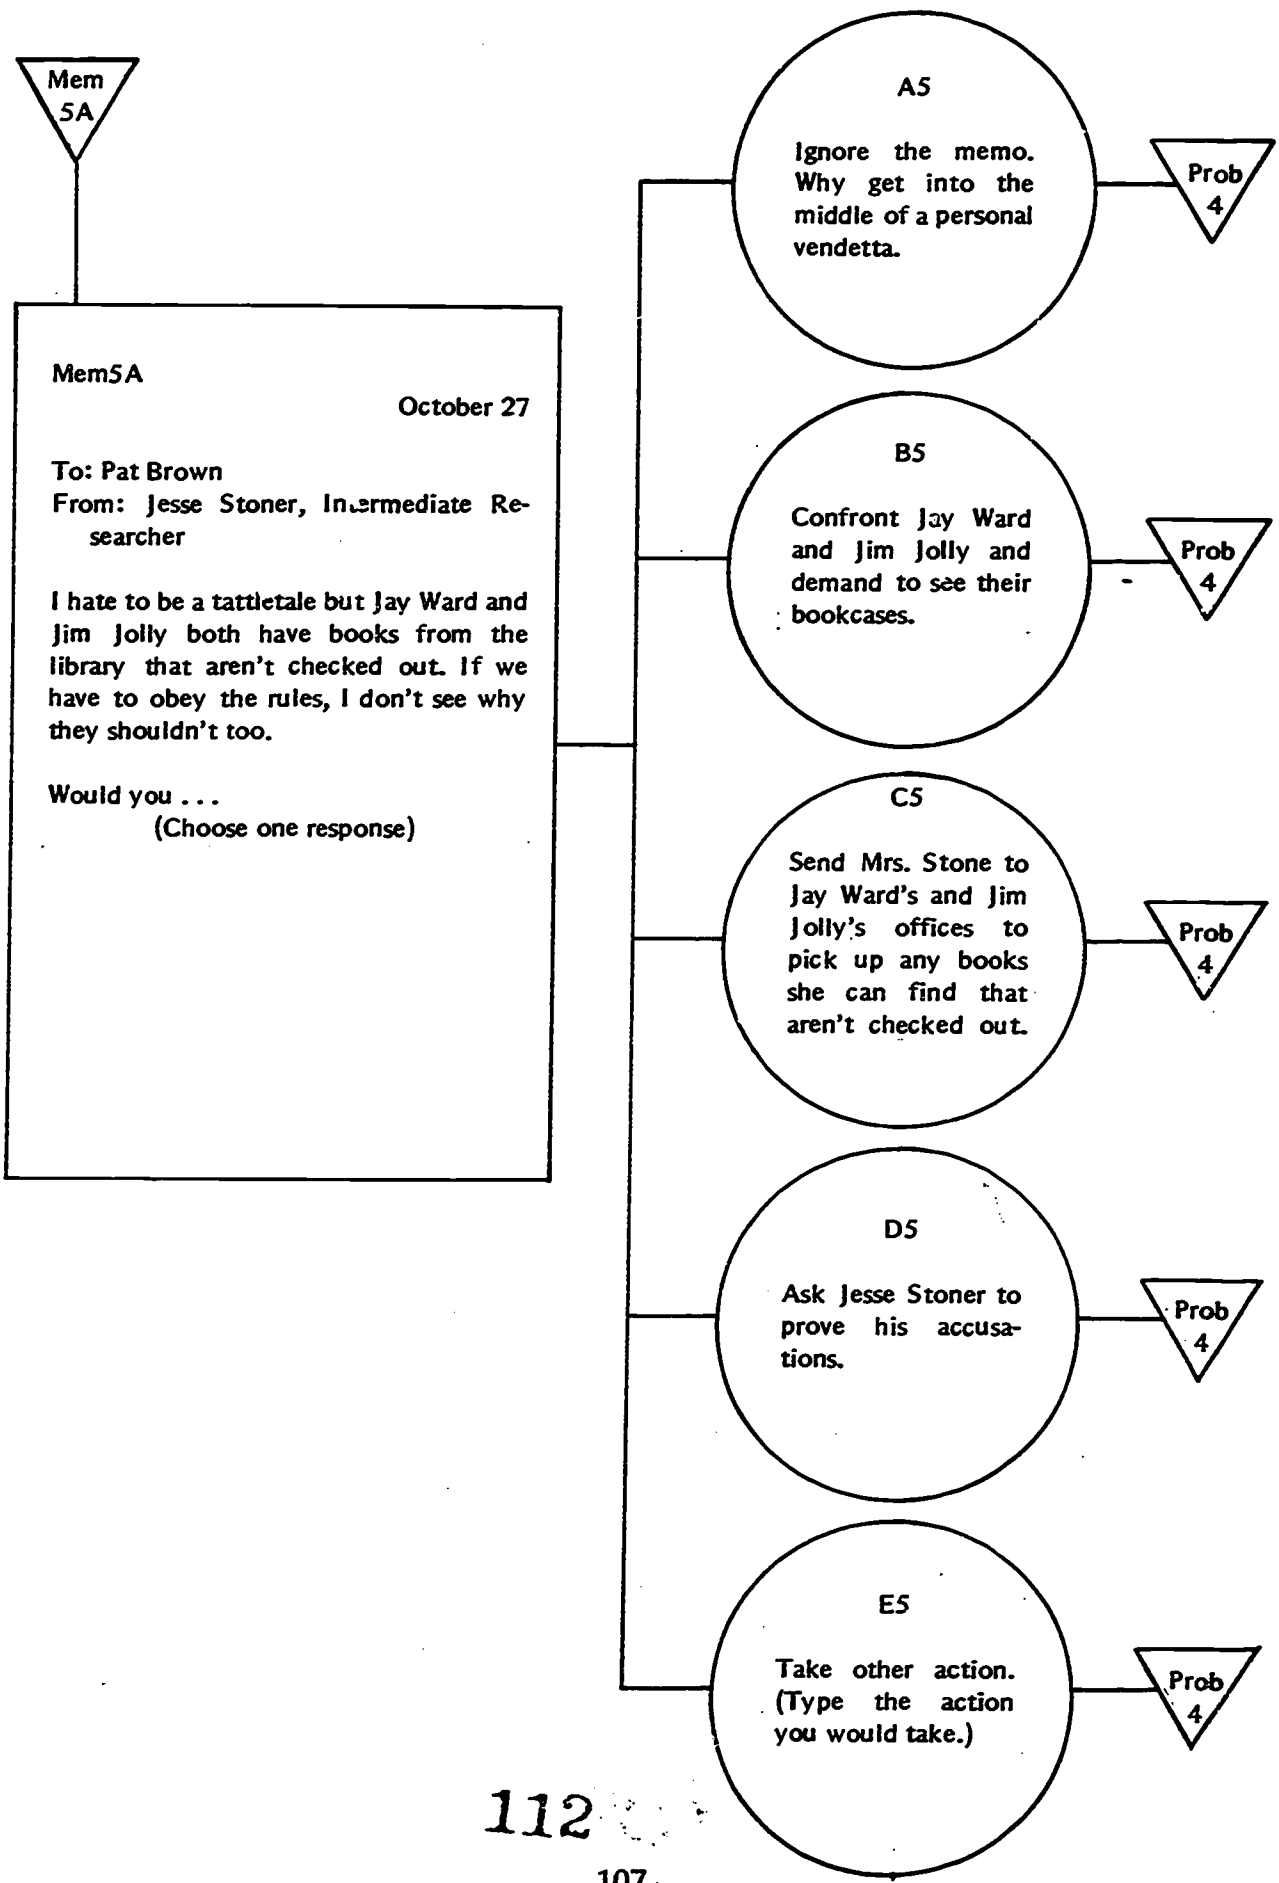 Mem
5A
Mem5A
October 27
To: Pat Brown
From: Jesse Stoner, Intermediate Re-
searcher
I hate to be a tattletale but Jay Ward and
Jim Jolly both have books from the
library that aren't checked out. If we
have to obey the rules, I don't see why
they shouldn't too.
Would you ...
(Choose one response)
A5
Ignore the memo.
Why get into the
middle of a personal
vendetta.
Prob
4
B5
Confront Jay Ward
and Jim Jolly and
demand to see their
bookcases.
Prob
4
C5
Send Mrs. Stone to
Jay Ward's and Jim
Jolly's offices to
pick up any books
she can find that
aren't checked out.
Prob
4
D5
Ask Jesse Stoner to
prove his accusa-
tions.
Prob
4
E5
Take other action.
(Type the action
you would take.)
Prob
4
112
107